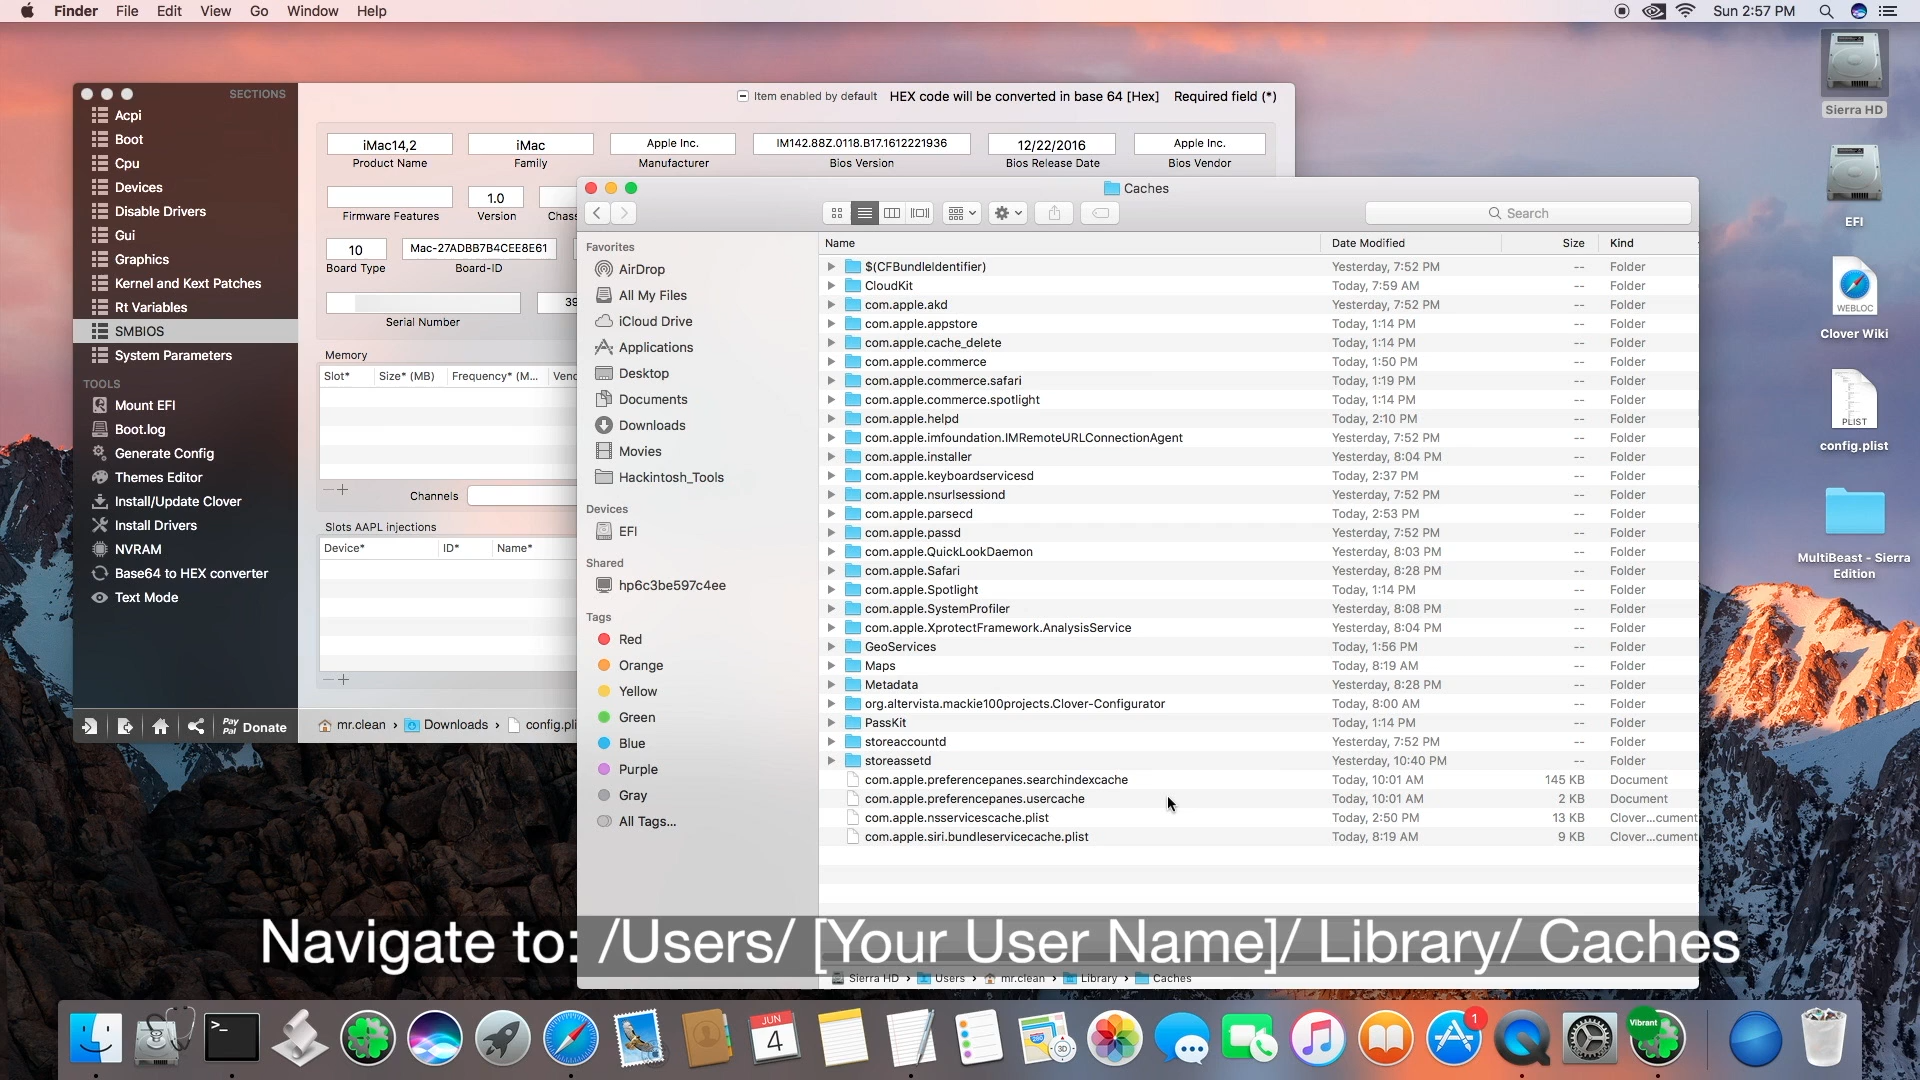 Finder File Edit View Go Window Help
Sun 2:57 PM
SECTIONS
Acpi
Boot
Cpu
Devices
Disable Drivers
Gui
Graphics
Kernel and Kext Patches
Rt Variables
SMBIOS
System Parameters
TOOLS
Mount EFI
Boot.log
Generate Config
Themes Editor
Install/Update Clover
Install Drivers
NVRAM
Base64 to HEX converter
Text Mode
Pay Pal Donate
Item enabled by default HEX code will be converted in base 64 [Hex] Required field (*)
iMac14,2 iMac Apple Inc. IM142.88Z.0118.B17.1612221936 12/22/2016 Apple Inc.
Product Name Family Manufacturer Bios Version Bios Release Date Bios Vendor
1.0
Firmware Features Version Chass
10 Mac-27ADBB7B4CEE8E61
Board Type Board-ID
39
Serial Number
Memory
Slot* Size* (MB) Frequency* (M... Venc
Channels
Slots AAPL injections
Device* ID* Name*
mr.clean › Downloads › config.pli
Caches
Search
Favorites
AirDrop
All My Files
iCloud Drive
Applications
Desktop
Documents
Downloads
Movies
Hackintosh_Tools
Devices
EFI
Shared
hp6c3be597c4ee
Tags
Red
Orange
Yellow
Green
Blue
Purple
Gray
All Tags...
Name Date Modified Size Kind
$(CFBundleIdentifier) Yesterday, 7:52 PM -- Folder
CloudKit Today, 7:59 AM -- Folder
com.apple.akd Yesterday, 7:52 PM -- Folder
com.apple.appstore Today, 1:14 PM -- Folder
com.apple.cache_delete Today, 1:14 PM -- Folder
com.apple.commerce Today, 1:50 PM -- Folder
com.apple.commerce.safari Today, 1:19 PM -- Folder
com.apple.commerce.spotlight Today, 1:14 PM -- Folder
com.apple.helpd Today, 2:10 PM -- Folder
com.apple.imfoundation.IMRemoteURLConnectionAgent Yesterday, 7:52 PM -- Folder
com.apple.installer Yesterday, 8:04 PM -- Folder
com.apple.keyboardservicesd Today, 2:37 PM -- Folder
com.apple.nsurlsessiond Yesterday, 7:52 PM -- Folder
com.apple.parsecd Today, 2:53 PM -- Folder
com.apple.passd Yesterday, 7:52 PM -- Folder
com.apple.QuickLookDaemon Yesterday, 8:03 PM -- Folder
com.apple.Safari Yesterday, 8:28 PM -- Folder
com.apple.Spotlight Today, 1:14 PM -- Folder
com.apple.SystemProfiler Yesterday, 8:08 PM -- Folder
com.apple.XprotectFramework.AnalysisService Yesterday, 8:04 PM -- Folder
GeoServices Today, 1:56 PM -- Folder
Maps Today, 8:19 AM -- Folder
Metadata Yesterday, 8:28 PM -- Folder
org.altervista.mackie100projects.Clover-Configurator Today, 8:00 AM -- Folder
PassKit Today, 1:14 PM -- Folder
storeaccountd Yesterday, 7:52 PM -- Folder
storeassetd Yesterday, 10:40 PM -- Folder
com.apple.preferencepanes.searchindexcache Today, 10:01 AM 145 KB Document
com.apple.preferencepanes.usercache Today, 10:01 AM 2 KB Document
com.apple.nsservicescache.plist Today, 2:50 PM 13 KB Clover...cument
com.apple.siri.bundleservicecache.plist Today, 8:19 AM 9 KB Clover...cument
Navigate to: /Users/ [Your User Name]/ Library/ Caches
Sierra HD › Users › mr.clean › Library › Caches
Sierra HD
EFI
WEBLOC
Clover Wiki
PLIST
config.plist
MultiBeast - Sierra
Edition
>_
JUN
4
280
3D
1
Vibrant